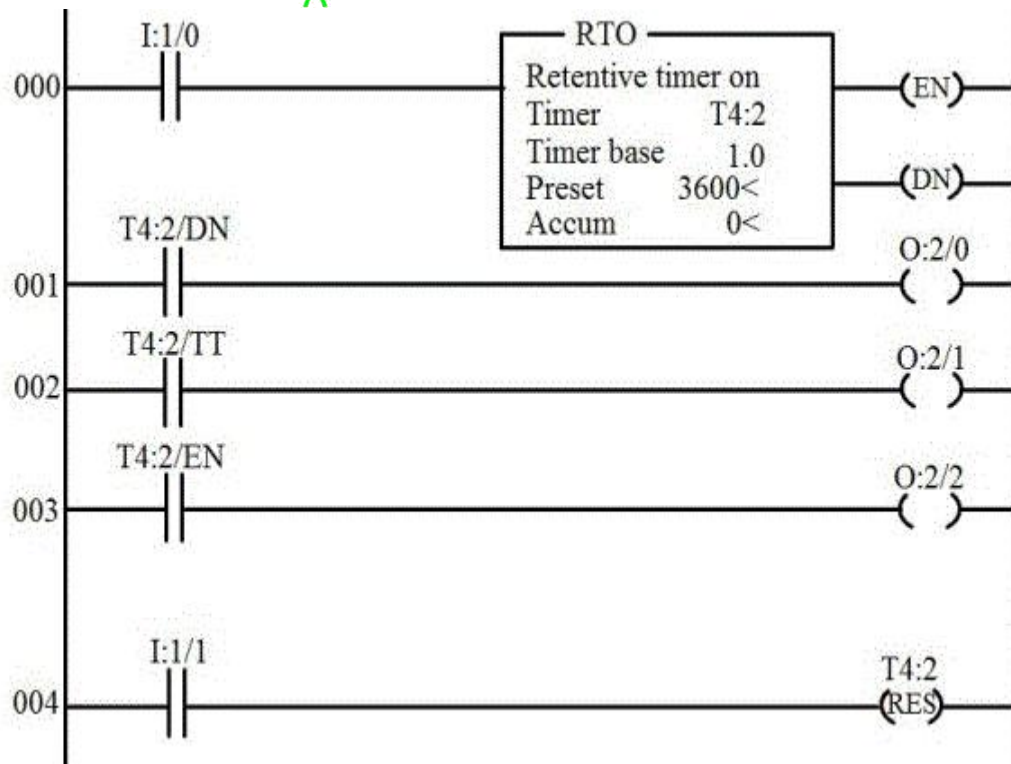 I:1/0
RTO
000
Retentive timer on
(EN)
Timer T4:2
Timer base 1.0
Preset 3600<
(DN)
Accum 0<
T4:2/DN
O:2/0
001
T4:2/TT
O:2/1
002
T4:2/EN
O:2/2
003
I:1/1
T4:2
004
(RES)